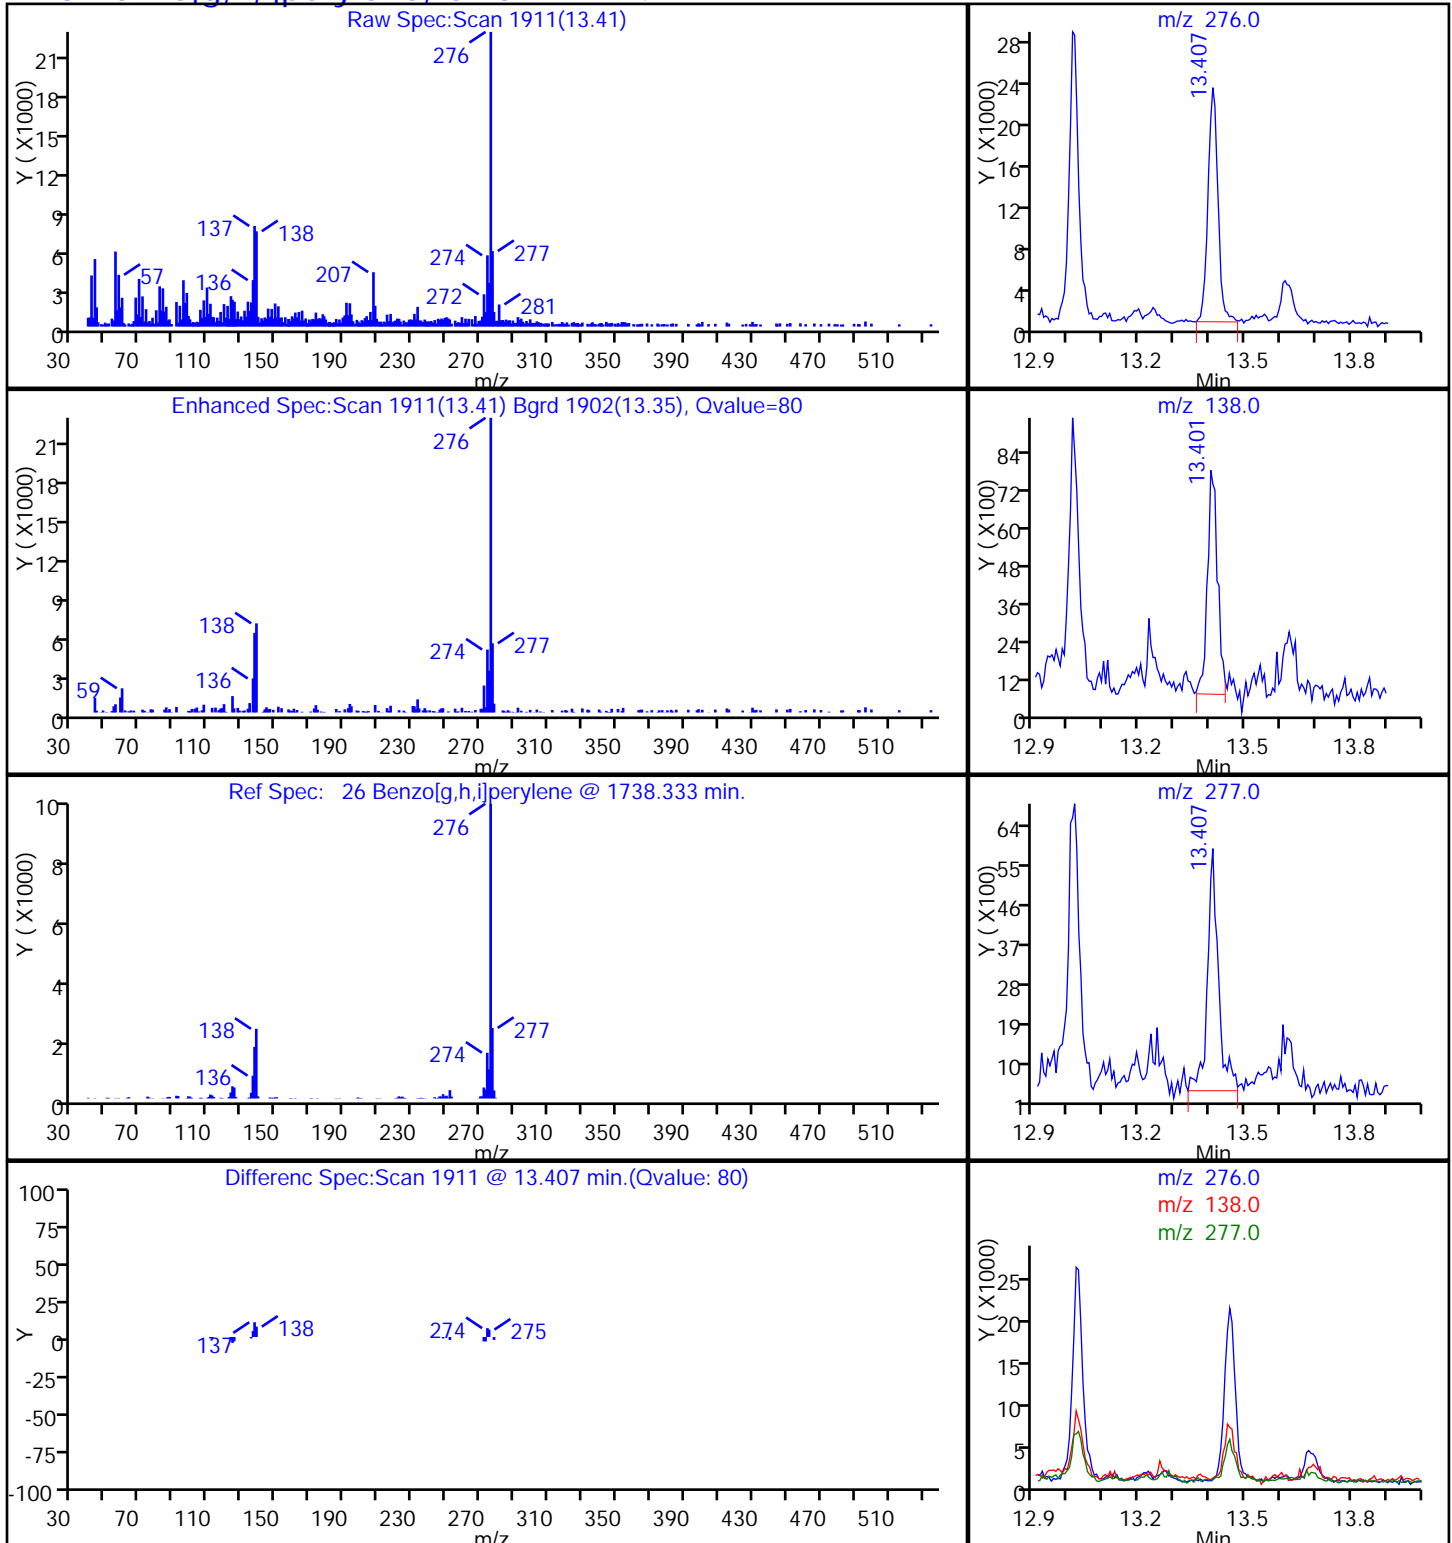 Raw Spec:Scan 1911(13.41)
Y ( X1000)
21
18
15
12
9
6
3
0
276
137
138
57
136
207
274
277
272
281
30 70 110 150 190 230 270 310 350 390 430 470 510
m/z
m/z 276.0
Y ( X1000)
28
24
20
16
12
8
4
0
13.407
12.9 13.2 13.5 13.8
Min
Enhanced Spec:Scan 1911(13.41) Bgrd 1902(13.35), Qvalue=80
Y ( X1000)
21
18
15
12
9
6
3
0
276
138
136
59
274
277
30 70 110 150 190 230 270 310 350 390 430 470 510
m/z
m/z 138.0
Y ( X100)
84
72
60
48
36
24
12
0
13.401
12.9 13.2 13.5 13.8
Min
Ref Spec: 26 Benzo[g,h,i]perylene @ 1738.333 min.
Y ( X1000)
10
8
6
4
2
0
276
138
136
274
277
30 70 110 150 190 230 270 310 350 390 430 470 510
m/z
m/z 277.0
Y ( X100)
64
55
46
37
28
19
10
1
13.407
12.9 13.2 13.5 13.8
Min
Differenc Spec:Scan 1911 @ 13.407 min.(Qvalue: 80)
Y
100
75
50
25
0
-25
-50
-75
-100
137
138
274
275
30 70 110 150 190 230 270 310 350 390 430 470 510
m/z
m/z 276.0
m/z 138.0
m/z 277.0
Y ( X1000)
25
20
15
10
5
0
12.9 13.2 13.5 13.8
Min